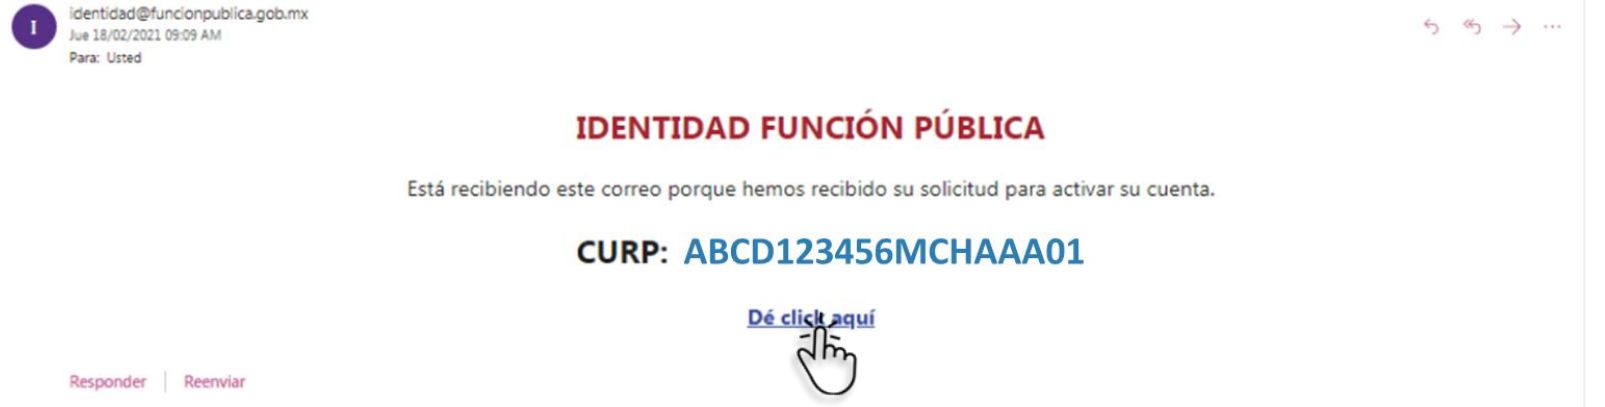 I
identidad@funcionpublica.gob.mx
Jue 18/02/2021 09:09 AM
Para: Usted
IDENTIDAD FUNCIÓN PÚBLICA
Está recibiendo este correo porque hemos recibido su solicitud para activar su cuenta.
CURP: ABCD123456MCHAAA01
Dé click aquí
Responder Reenviar